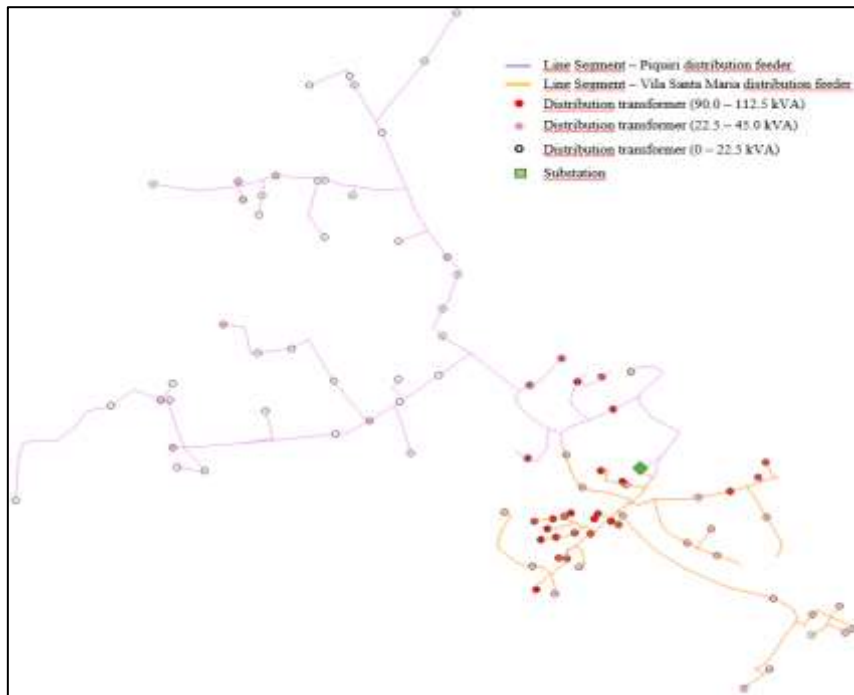 Line Segment – Piquiri distribution feeder
Line Segment – Vila Santa Maria distribution feeder
Distribution transformer (90.0 – 112.5 kVA)
Distribution transformer (22.5 – 45.0 kVA)
Distribution transformer (0 – 22.5 kVA)
Substation